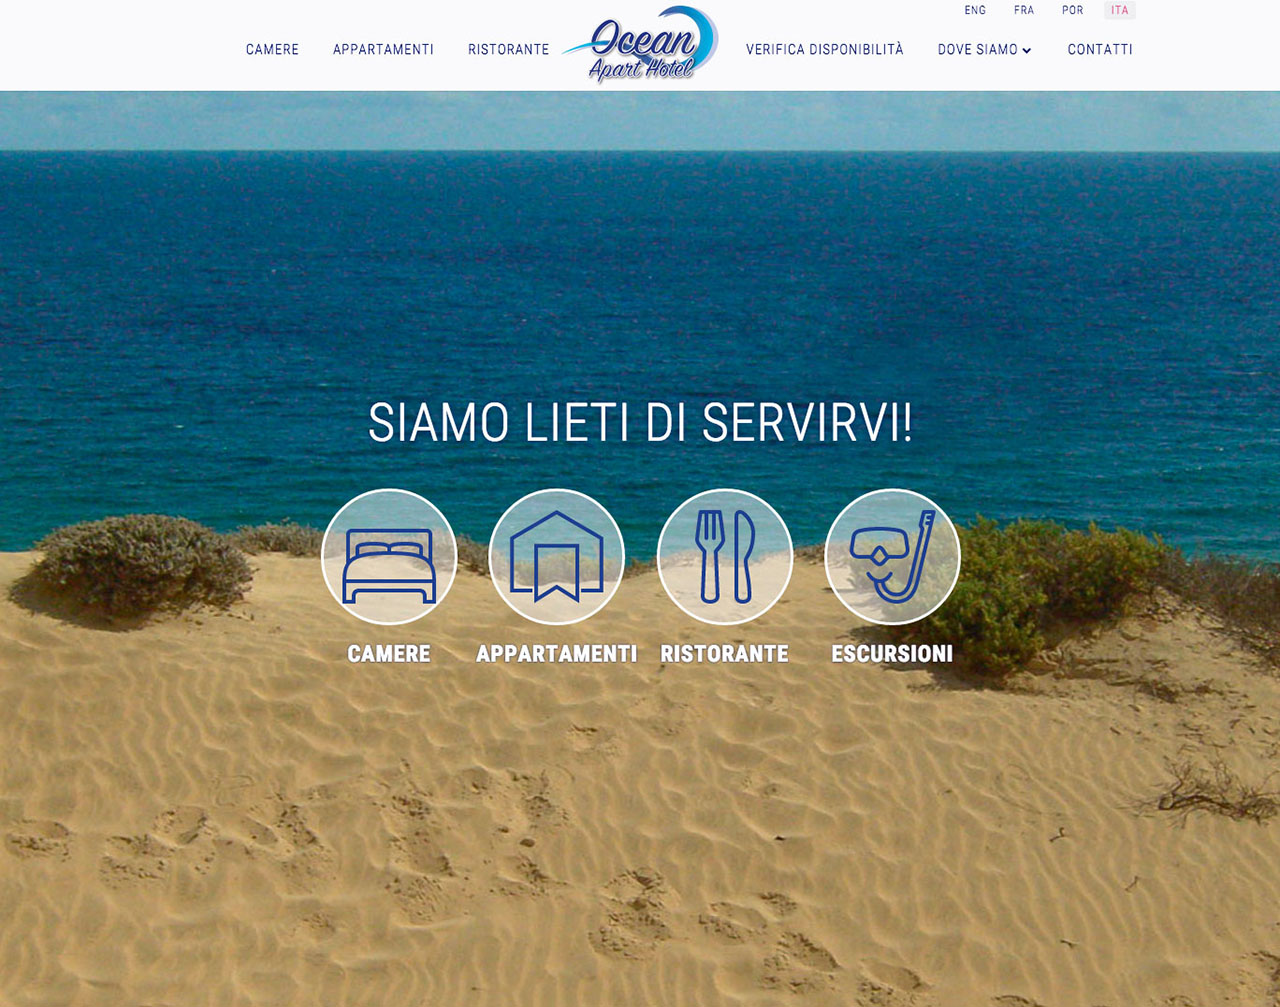 ENG FRA POR ITA
CAMERE APPARTAMENTI RISTORANTE Ocean VERIFICA DISPONIBILITÀ DOVE SIAMO CONTATTI
Apart Hotel
SIAMO LIETI DI SERVIRVI!
CAMERE APPARTAMENTI RISTORANTE ESCURSIONI